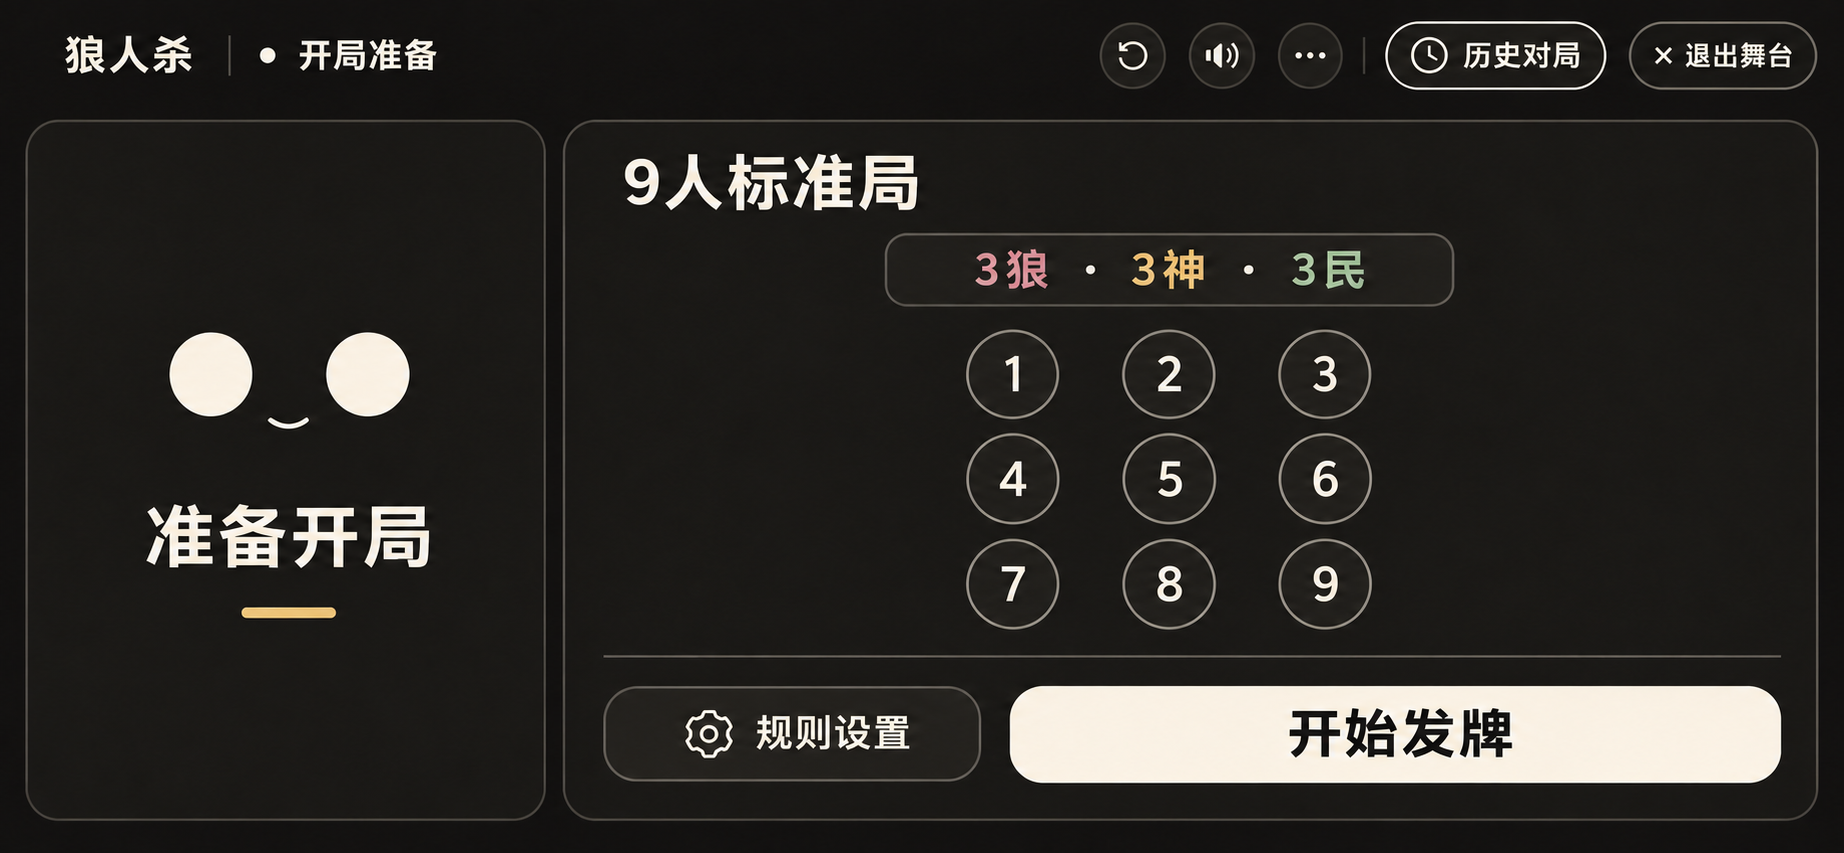 狼人杀
开局准备
历史对局
× 退出舞台
准备开局
9人标准局
3狼 · 3神 · 3民
1 2 3
4 5 6
7 8 9
规则设置
开始发牌